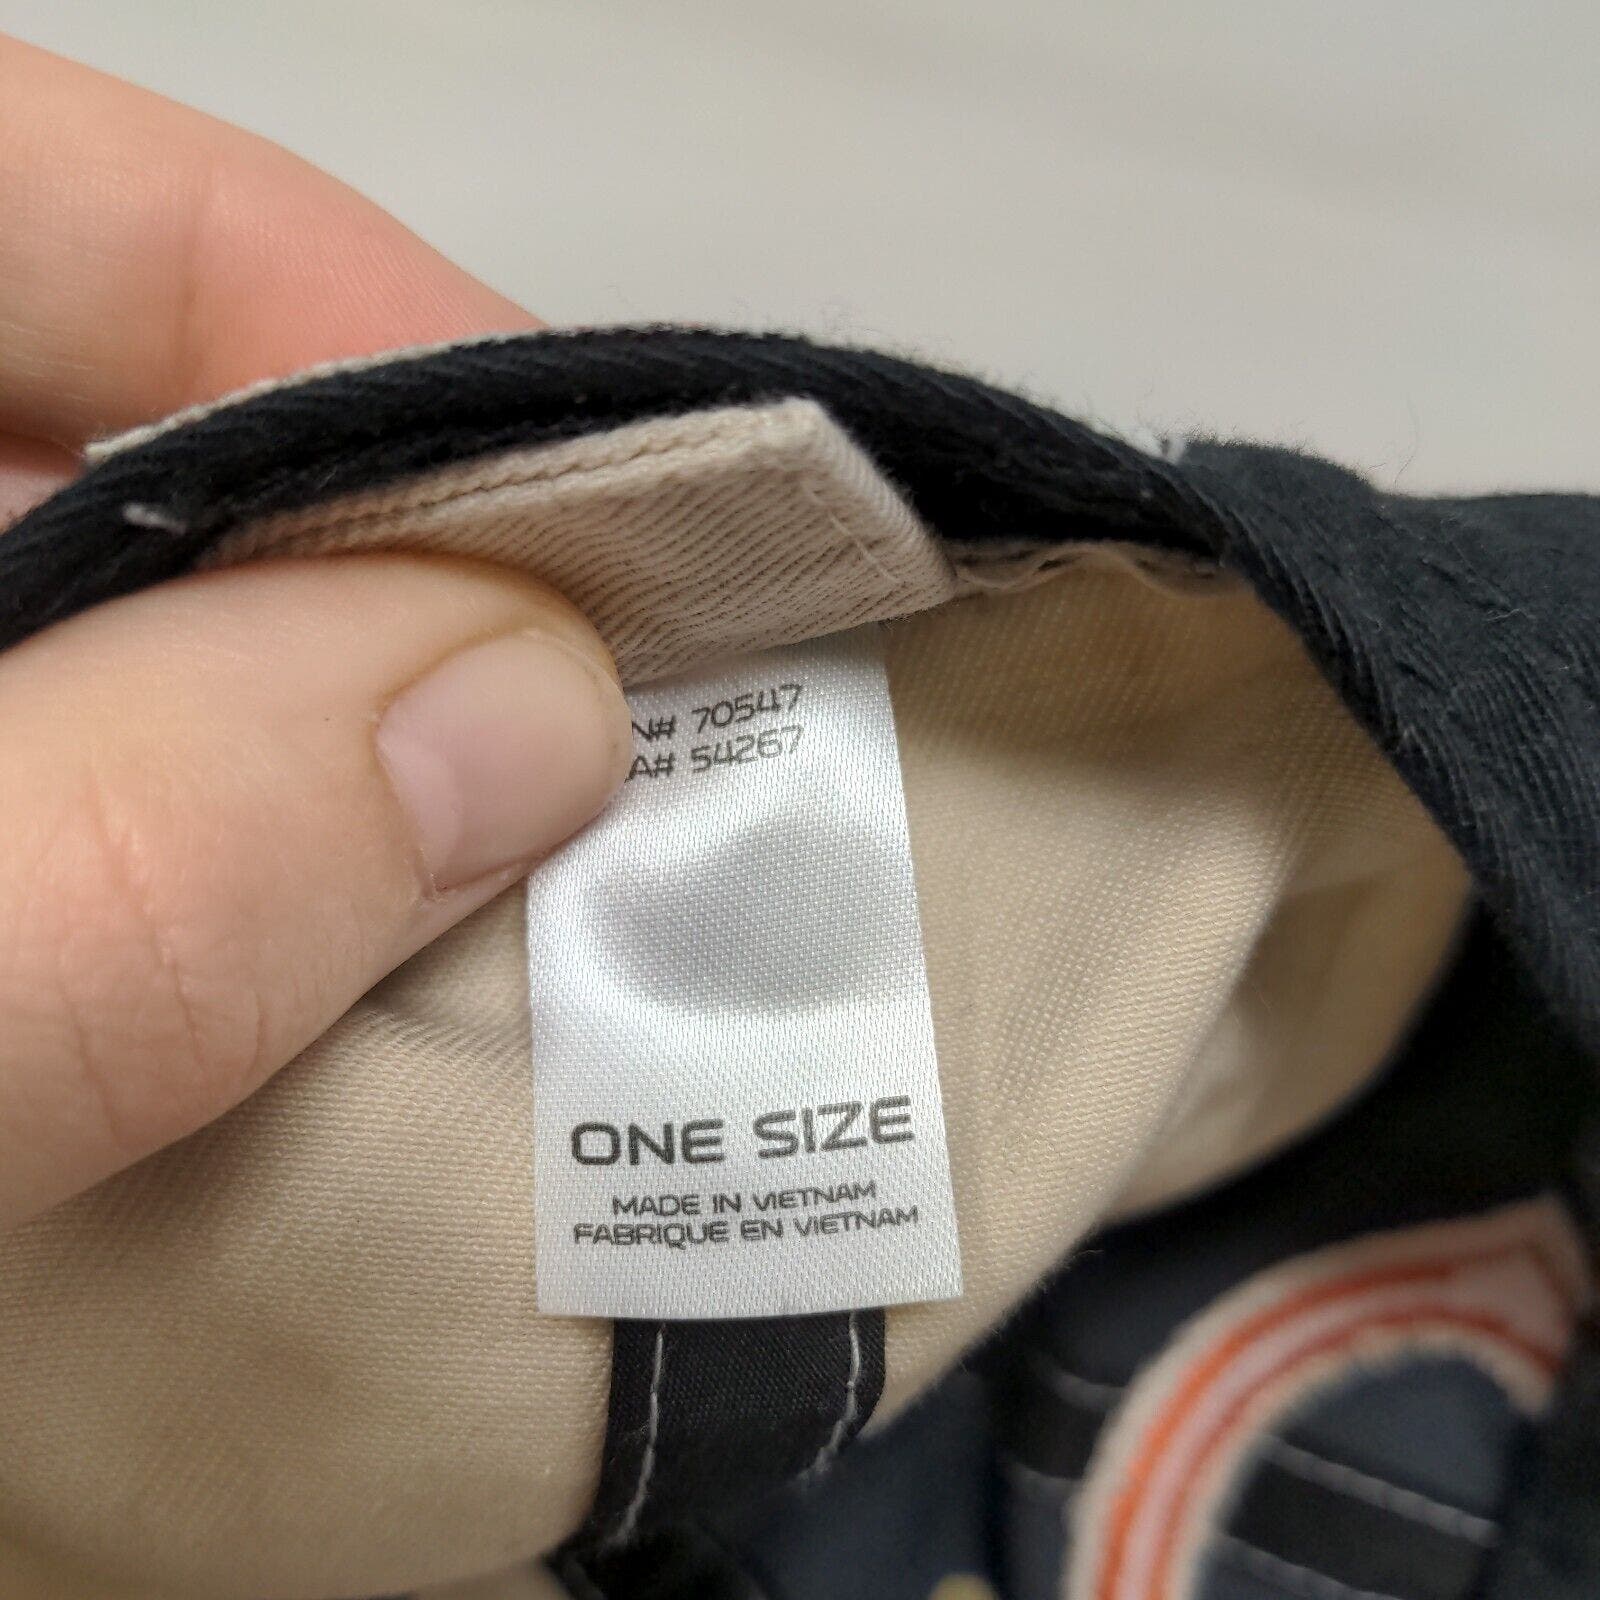 N# 70547
A# 54267
ONE SIZE
MADE IN VIETNAM
FABRIQUE EN VIETNAM